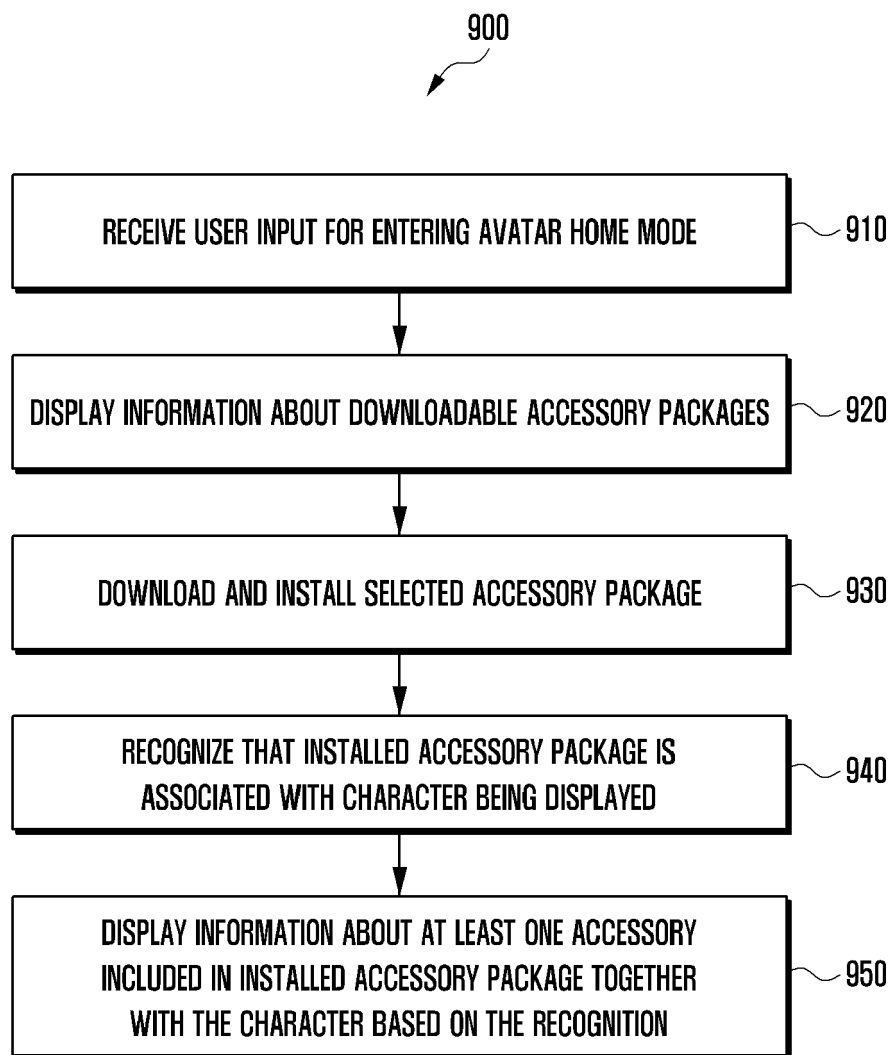 900
RECEIVE USER INPUT FOR ENTERING AVATAR HOME MODE
910
DISPLAY INFORMATION ABOUT DOWNLOADABLE ACCESSORY PACKAGES
920
DOWNLOAD AND INSTALL SELECTED ACCESSORY PACKAGE
930
RECOGNIZE THAT INSTALLED ACCESSORY PACKAGE IS
ASSOCIATED WITH CHARACTER BEING DISPLAYED
940
DISPLAY INFORMATION ABOUT AT LEAST ONE ACCESSORY
INCLUDED IN INSTALLED ACCESSORY PACKAGE TOGETHER
WITH THE CHARACTER BASED ON THE RECOGNITION
950